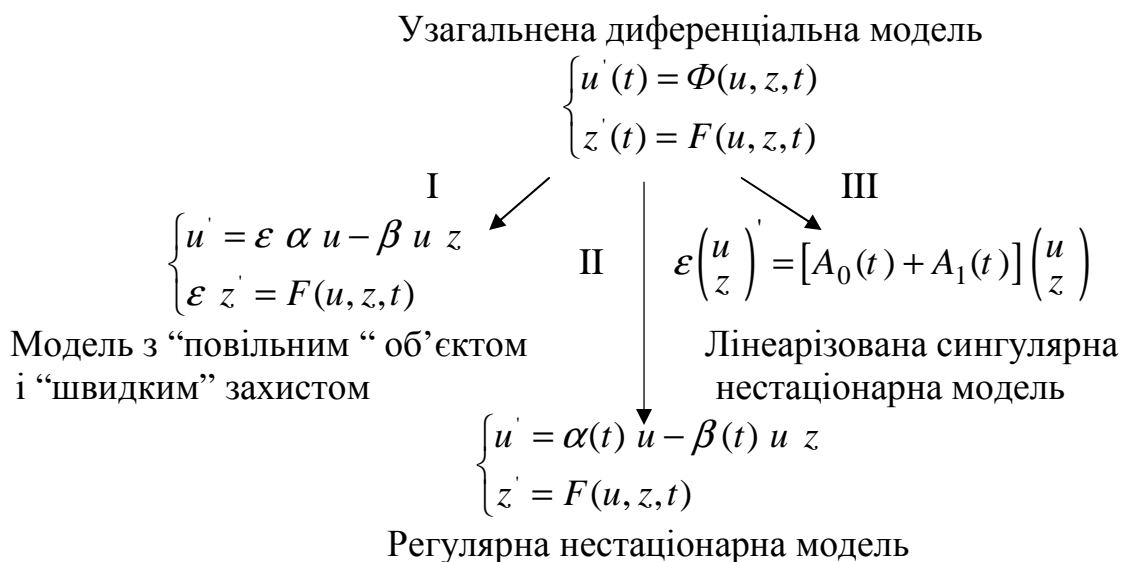 Узагальнена диференціальна модель
{u'(t) = Φ(u, z, t)
{z'(t) = F(u, z, t)
I
III
{u' = ε α u − β u z
{ε z' = F(u, z, t)
II
ε(u z)' = [A₀(t) + A₁(t)](u z)
Модель з “повільним “ об’єктом
і “швидким” захистом
Лінеарізована сингулярна
нестаціонарна модель
{u' = α(t) u − β(t) u z
{z' = F(u, z, t)
Регулярна нестаціонарна модель